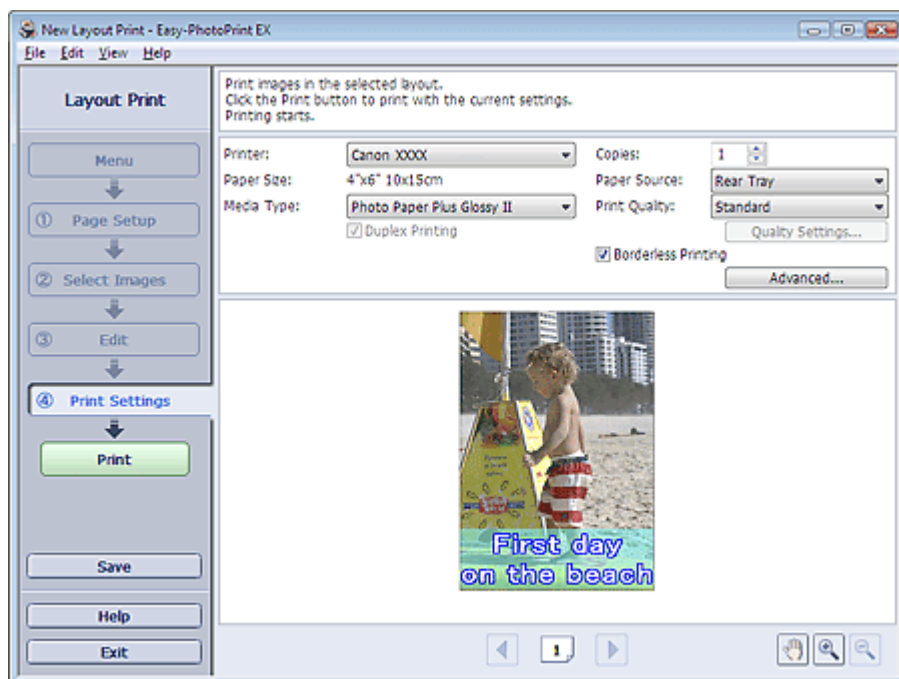 New Layout Print - Easy-PhotoPrint EX
File Edit View Help
Layout Print
Menu
① Page Setup
② Select Images
③ Edit
④ Print Settings
Print
Save
Help
Exit
Print images in the selected layout.
Click the Print button to print with the current settings.
Printing starts.
Printer: Canon XXXX
Paper Size: 4"x6" 10x15cm
Media Type: Photo Paper Plus Glossy II
Duplex Printing
Copies: 1
Paper Source: Rear Tray
Print Quality: Standard
Quality Settings...
Borderless Printing
Advanced...
First day
on the beach
1